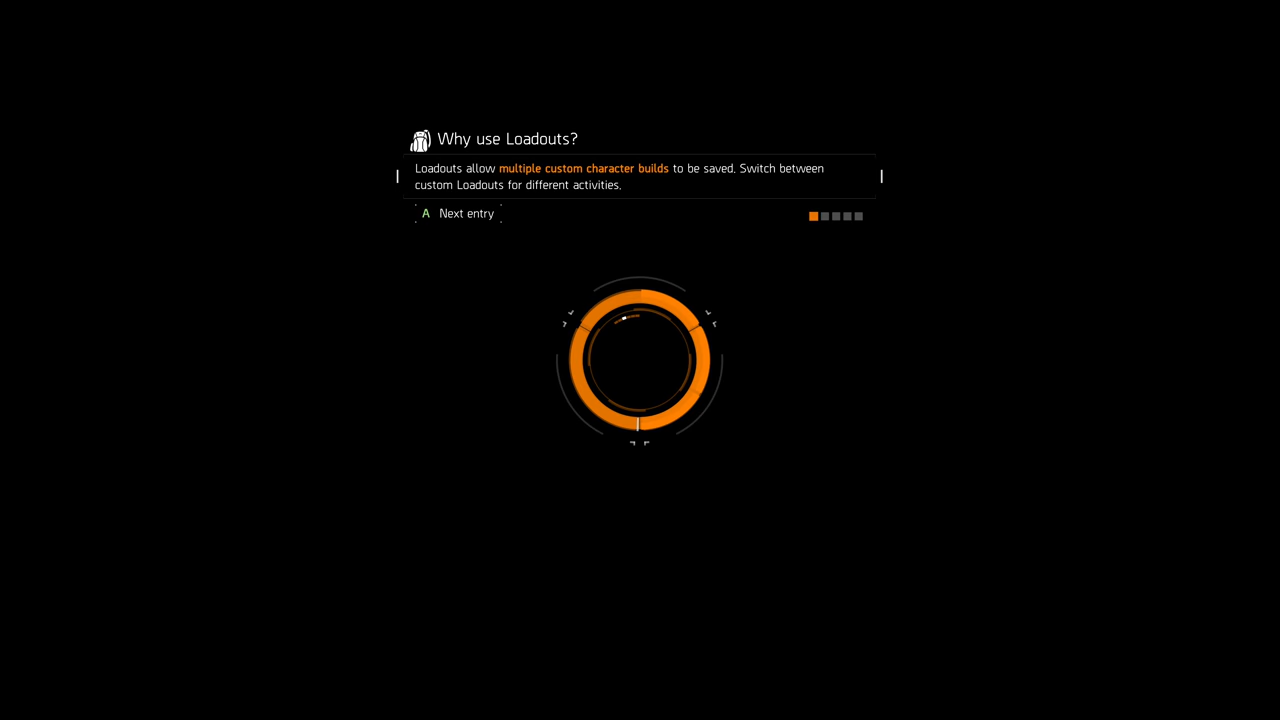 Why use Loadouts?
Loadouts allow multiple custom character builds to be saved. Switch between
custom Loadouts for different activities.
A Next entry